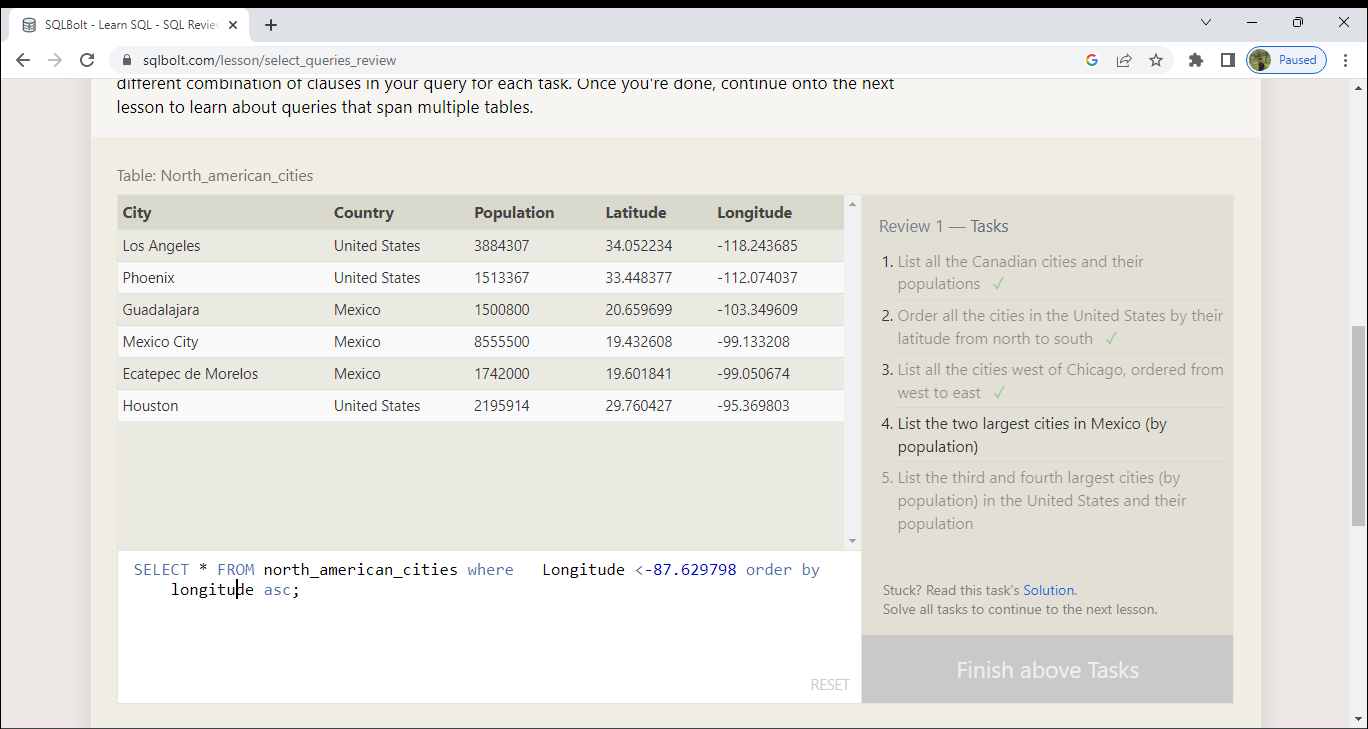 SQLBolt - Learn SQL - SQL Review
sqlbolt.com/lesson/select_queries_review
Paused
different combination of clauses in your query for each task. Once you're done, continue onto the next
lesson to learn about queries that span multiple tables.
Table: North_american_cities
City Country Population Latitude Longitude
Los Angeles United States 3884307 34.052234 -118.243685
Phoenix United States 1513367 33.448377 -112.074037
Guadalajara Mexico 1500800 20.659699 -103.349609
Mexico City Mexico 8555500 19.432608 -99.133208
Ecatepec de Morelos Mexico 1742000 19.601841 -99.050674
Houston United States 2195914 29.760427 -95.369803
SELECT * FROM north_american_cities where   Longitude <-87.629798 order by
longitude asc;
RESET
Review 1 — Tasks
1. List all the Canadian cities and their
populations ✓
2. Order all the cities in the United States by their
latitude from north to south ✓
3. List all the cities west of Chicago, ordered from
west to east ✓
4. List the two largest cities in Mexico (by
population)
5. List the third and fourth largest cities (by
population) in the United States and their
population
Stuck? Read this task's Solution.
Solve all tasks to continue to the next lesson.
Finish above Tasks